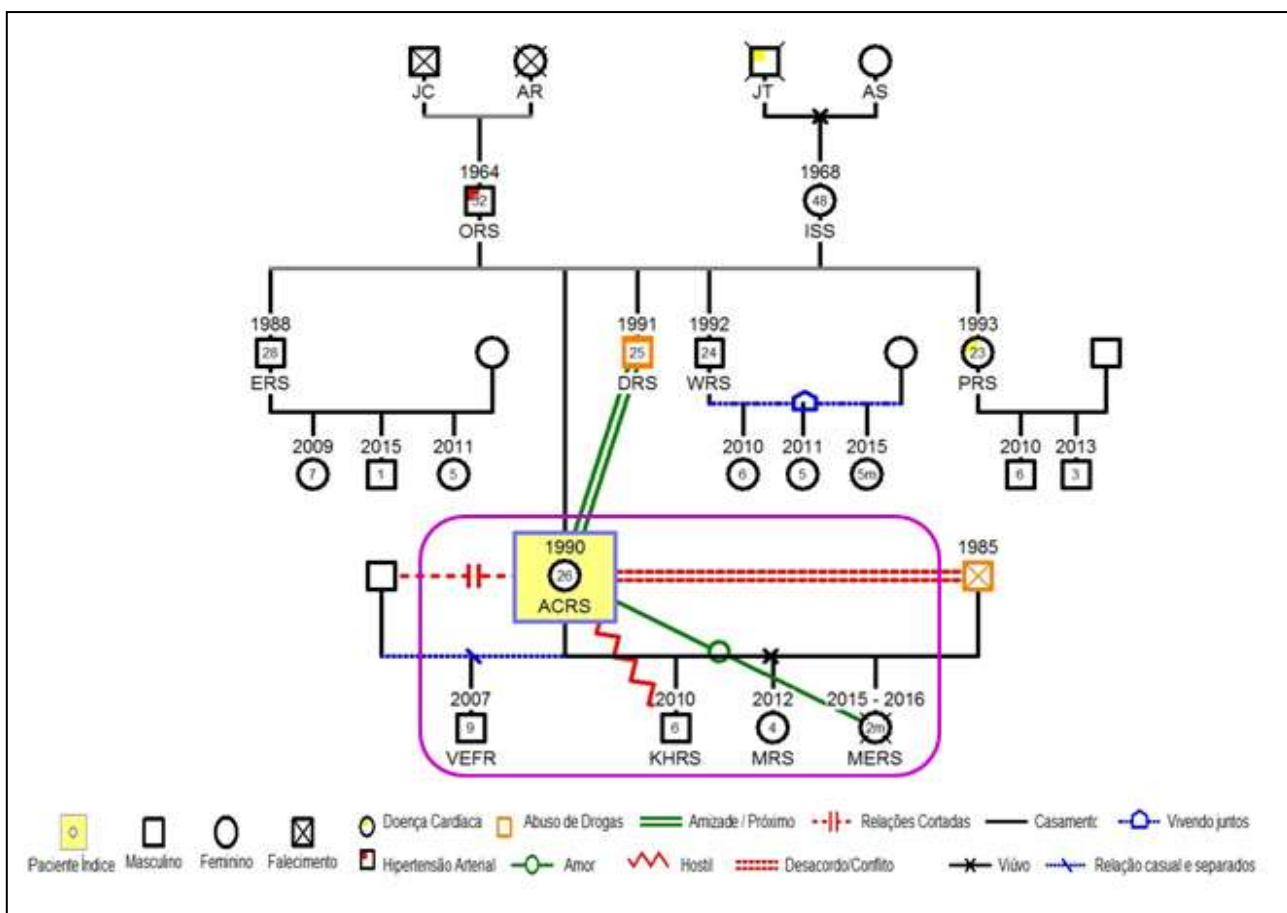 JC AR JT AS
1964 1968
52 48
ORS ISS
1988 1991 1992 1993
28 25 24 23
ERS DRS WRS PRS
2009 2015 2011 2010 2011 2015 2010 2013
7 1 5 6 5 5m 6 3
1990 1985
26
ACRS
2007 2010 2012 2015 - 2016
9 6 4 2m
VEFR KHRS MRS MERS
Doença Cardíaca Abuso de Drogas Amizade / Próximo Relações Cortadas Casamento Vivendo juntos
Paciente Índice Masculino Feminino Falecimento
Hipertensão Arterial Amor Hostil Desacordo/Conflito Viúvo Relação casual e separados